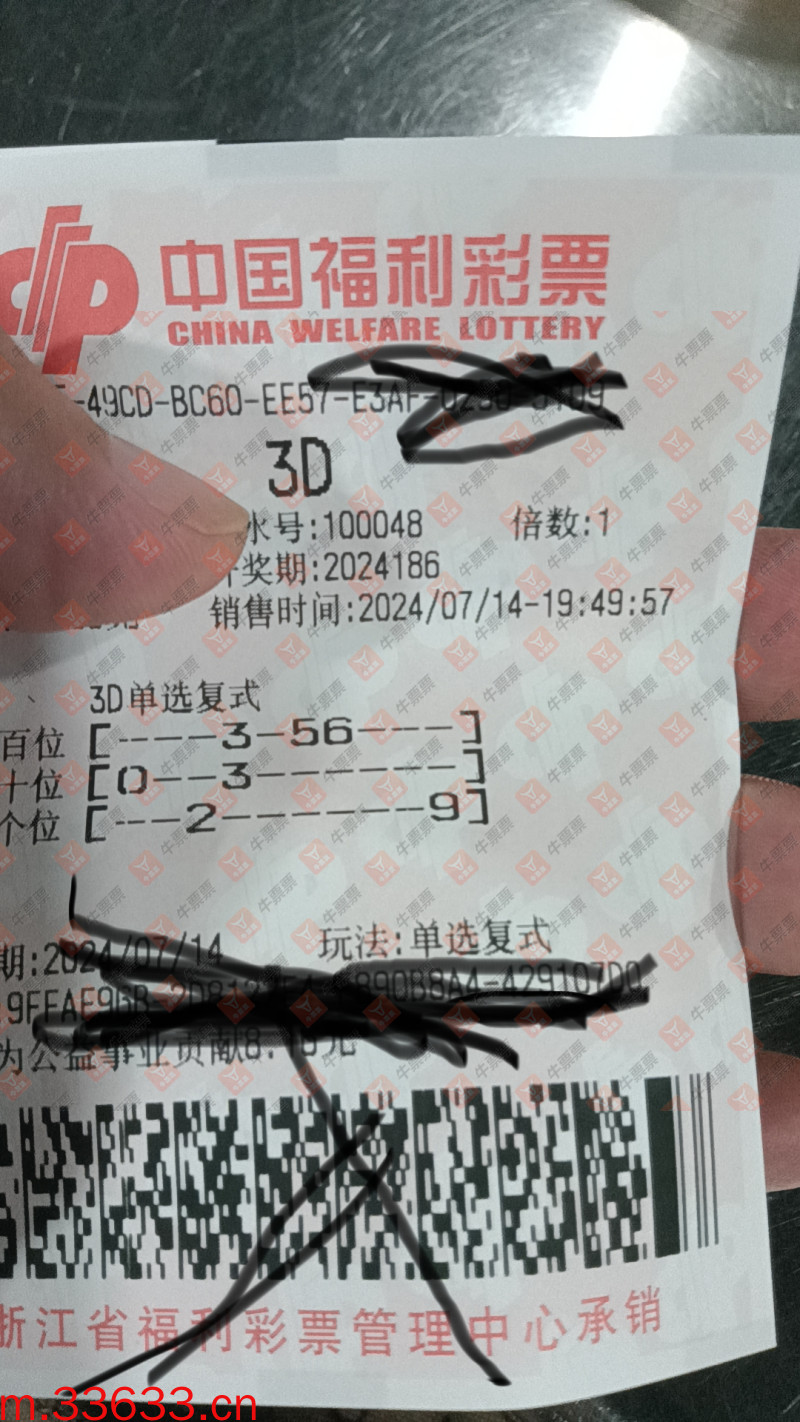 中国福利彩票
CHINA WELFARE LOTTERY
-49CD-BC60-EE57-E3AF-
3D
水号:100048 倍数:1
奖期:2024186
销售时间:2024/07/14-19:49:57
3D单选复式
百位 [----3-56---]
十位 [0--3------]
个位 [---2------9]
期:2024/07/14 玩法:单选复式
为公益事业贡献8.
浙江省福利彩票管理中心承销
牛票票
m.33633.cn